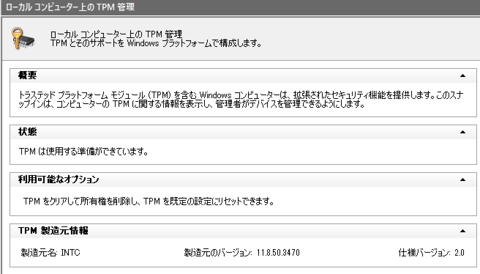 ローカル コンピューター上の TPM 管理
ローカル コンピューター上の TPM 管理
TPM とそのサポートを Windows プラットフォームで構成します。
概要
トラステッド プラットフォーム モジュール (TPM) を含む Windows コンピューターは、拡張されたセキュリティ機能を提供します。このスナ
ップインは、コンピューターの TPM に関する情報を表示し、管理者がデバイスを管理できるようにします。
状態
TPM は使用する準備ができています。
利用可能なオプション
TPM をクリアして所有権を削除し、TPM を既定の設定にリセットできます。
TPM 製造元情報
製造元名: INTC 製造元のバージョン: 11.8.50.3470 仕様バージョン: 2.0